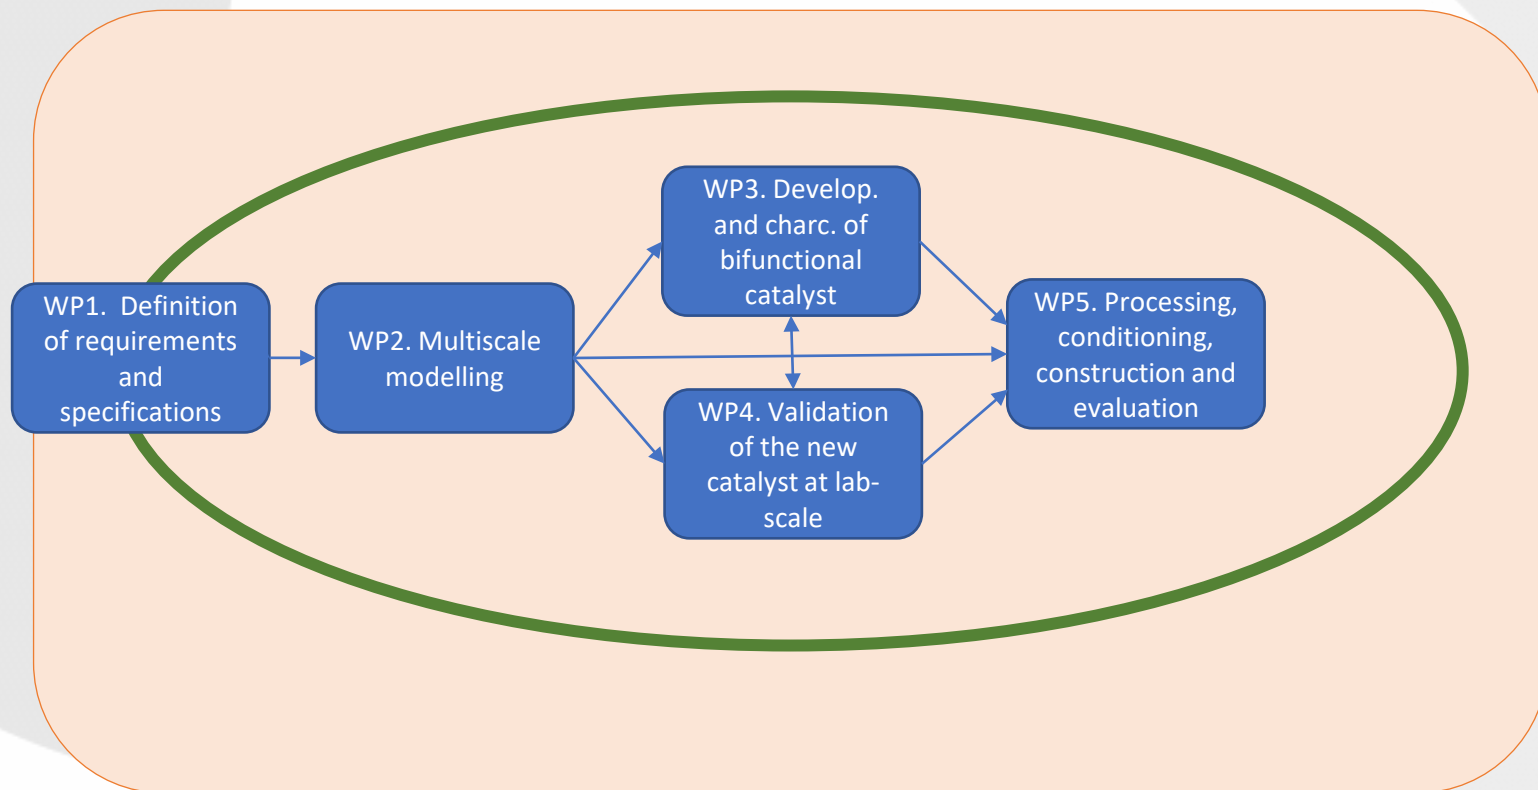 WP1. Definition
of requirements
and
specifications
WP2. Multiscale
modelling
WP3. Develop.
and charc. of
bifunctional
catalyst
WP4. Validation
of the new
catalyst at lab-
scale
WP5. Processing,
conditioning,
construction and
evaluation